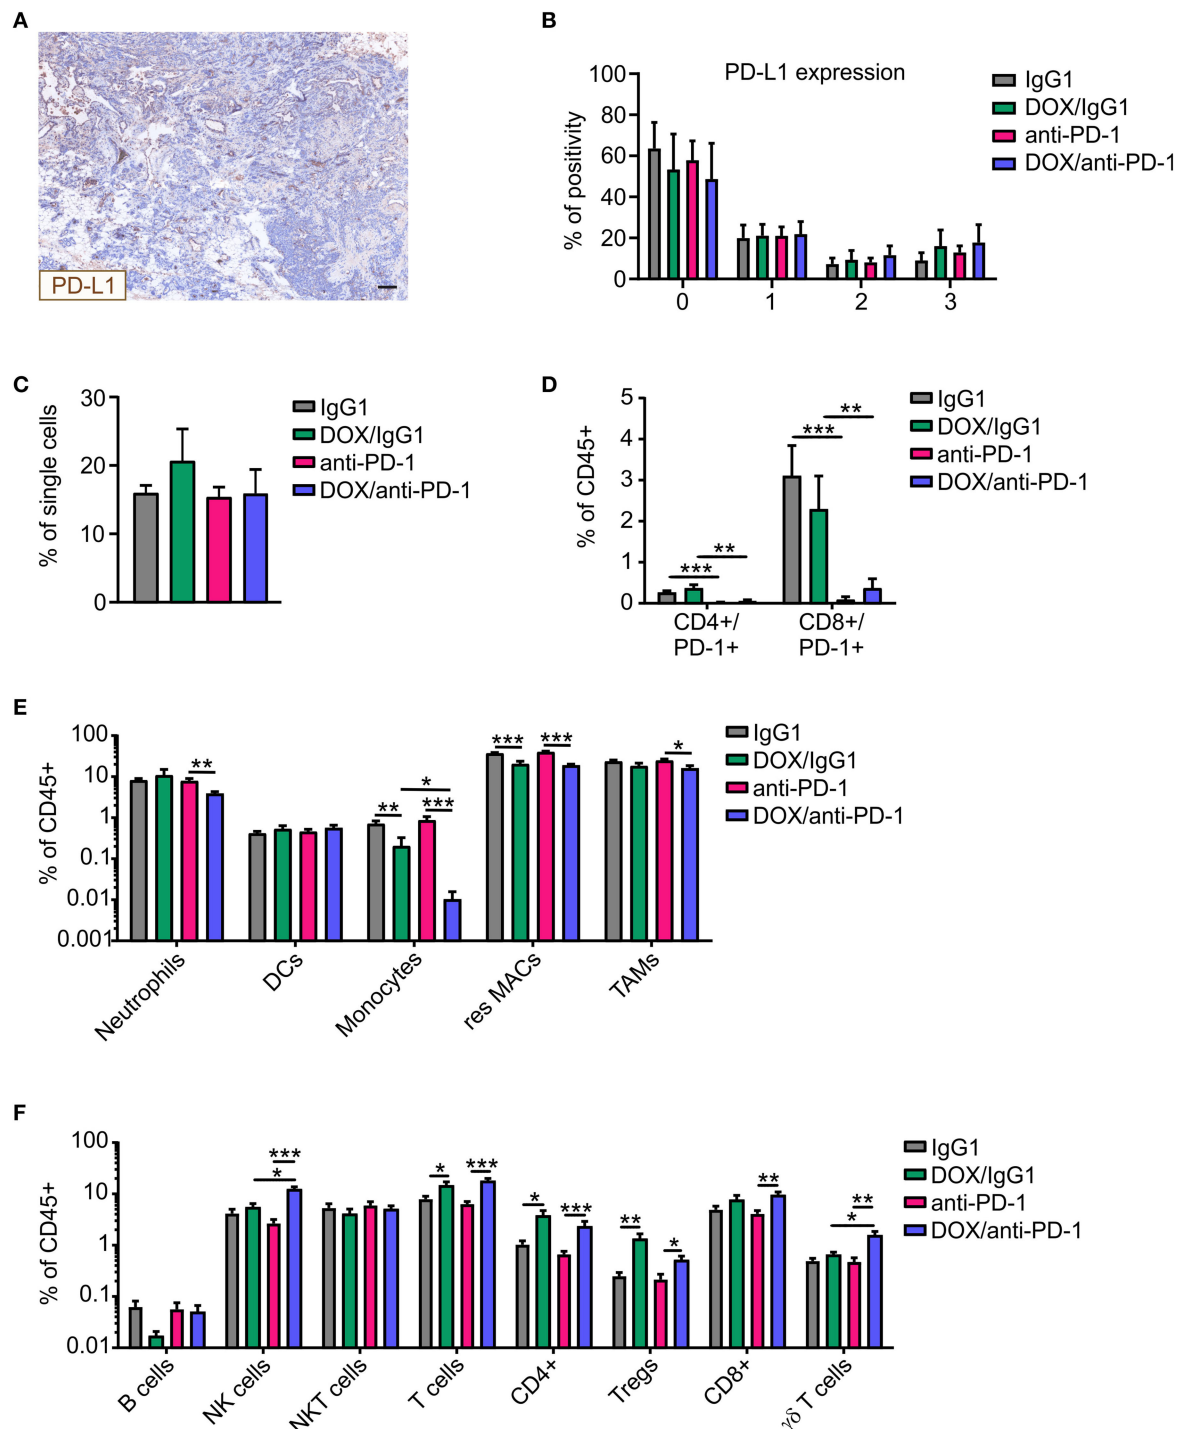 A
PD-L1
B
PD-L1 expression
% of positivity
100
80
60
40
20
0
0 1 2 3
IgG1
DOX/IgG1
anti-PD-1
DOX/anti-PD-1
C
% of single cells
30
20
10
0
IgG1
DOX/IgG1
anti-PD-1
DOX/anti-PD-1
D
% of CD45+
5
4
3
2
1
0
*** ** *** **
CD4+/
PD-1+
CD8+/
PD-1+
IgG1
DOX/IgG1
anti-PD-1
DOX/anti-PD-1
E
% of CD45+
100
10
1
0.1
0.01
0.001
** ** * *** *** *** *
Neutrophils
DCs
Monocytes
res MACs
TAMs
IgG1
DOX/IgG1
anti-PD-1
DOX/anti-PD-1
F
% of CD45+
100
10
1
0.1
0.01
* *** * *** * *** ** * ** * **
B cells
NK cells
NKT cells
T cells
CD4+
Tregs
CD8+
γδ T cells
IgG1
DOX/IgG1
anti-PD-1
DOX/anti-PD-1